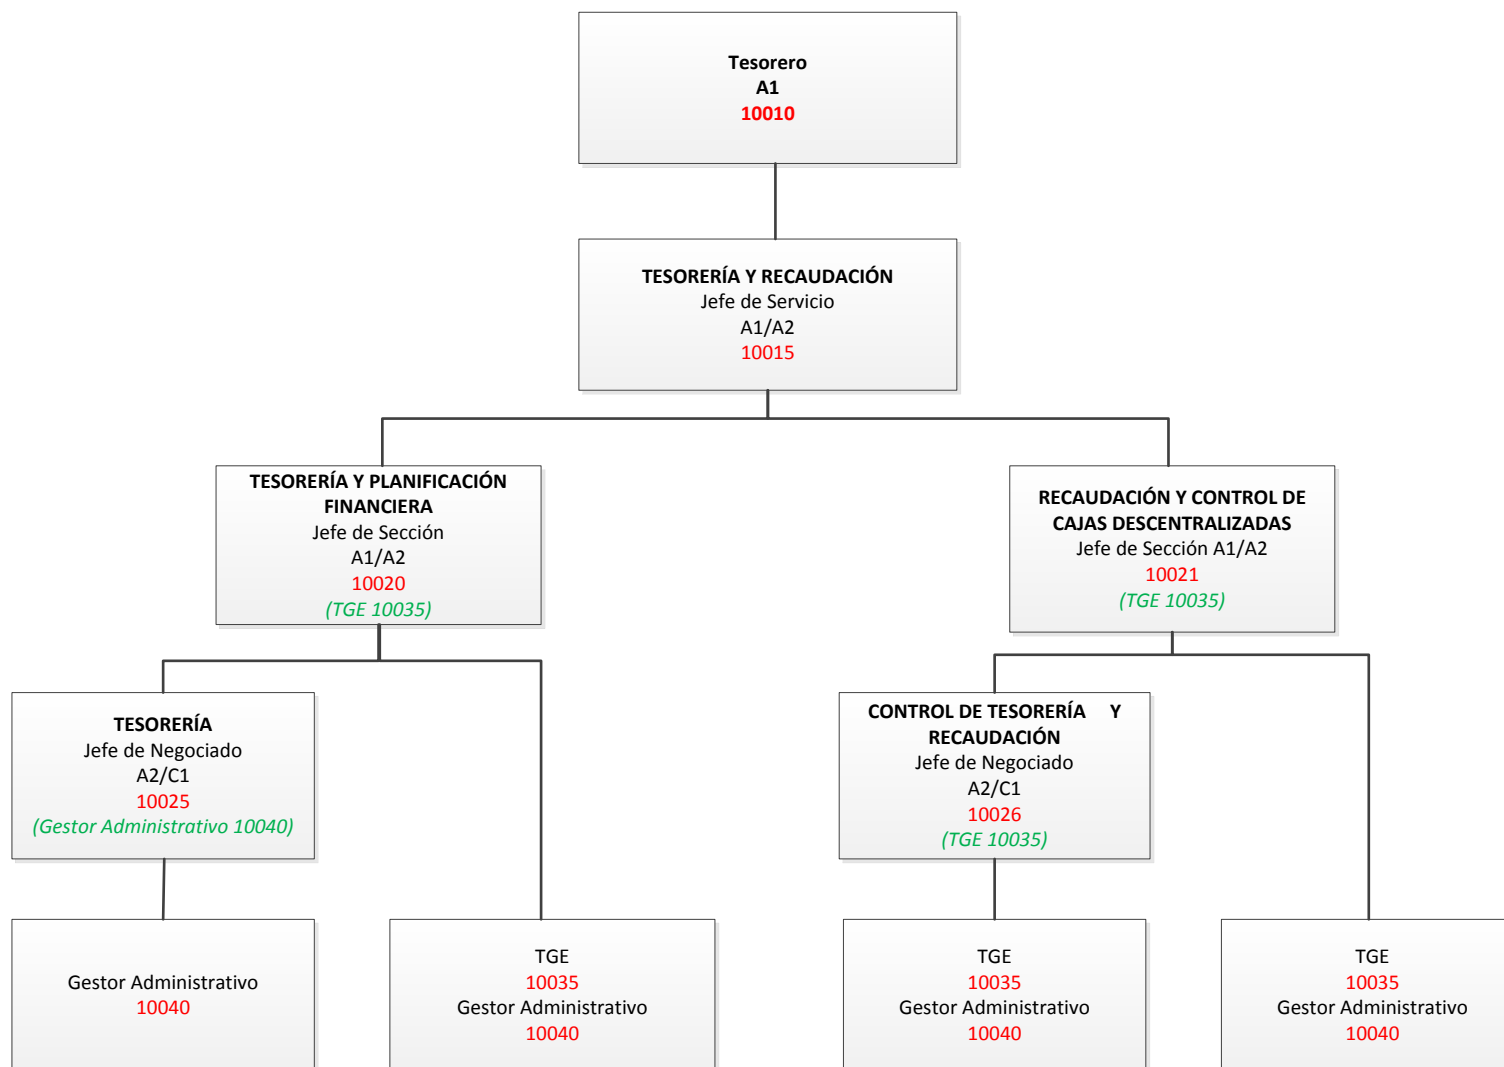 Tesorero
A1
10010
TESORERÍA Y RECAUDACIÓN
Jefe de Servicio
A1/A2
10015
TESORERÍA Y PLANIFICACIÓN
FINANCIERA
Jefe de Sección
A1/A2
10020
(TGE 10035)
RECAUDACIÓN Y CONTROL DE
CAJAS DESCENTRALIZADAS
Jefe de Sección A1/A2
10021
(TGE 10035)
TESORERÍA
Jefe de Negociado
A2/C1
10025
(Gestor Administrativo 10040)
CONTROL DE TESORERÍA Y
RECAUDACIÓN
Jefe de Negociado
A2/C1
10026
(TGE 10035)
Gestor Administrativo
10040
TGE
10035
Gestor Administrativo
10040
TGE
10035
Gestor Administrativo
10040
TGE
10035
Gestor Administrativo
10040